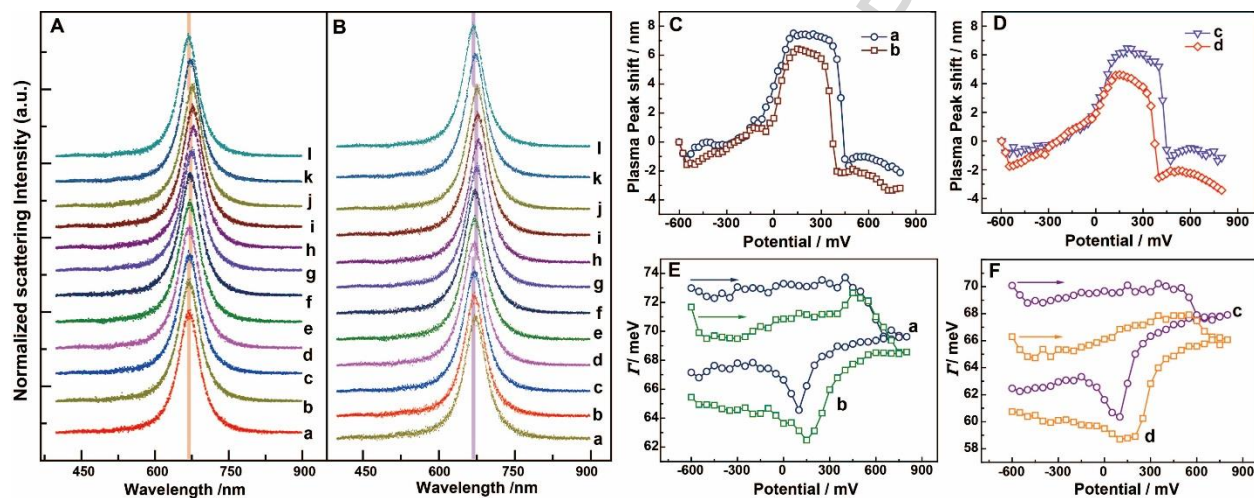 A
Normalized scattering Intensity (a.u.)
l
k
j
i
h
g
f
e
d
c
b
a
450 600 750 900
Wavelength /nm
B
l
k
j
i
h
g
f
e
d
c
b
a
450 600 750 900
Wavelength /nm
C
a
b
Plasma Peak shift / nm
8
6
4
2
0
-2
-4
-600 -300 0 300 600 900
Potential / mV
D
c
d
Plasma Peak shift / nm
8
6
4
2
0
-2
-4
-600 -300 0 300 600 900
Potential / mV
E
Γ/ meV
74
72
70
68
66
64
62
a
b
-600 -300 0 300 600 900
Potential / mV
F
Γ/ meV
72
70
68
66
64
62
60
58
c
d
-600 -300 0 300 600 900
Potential / mV